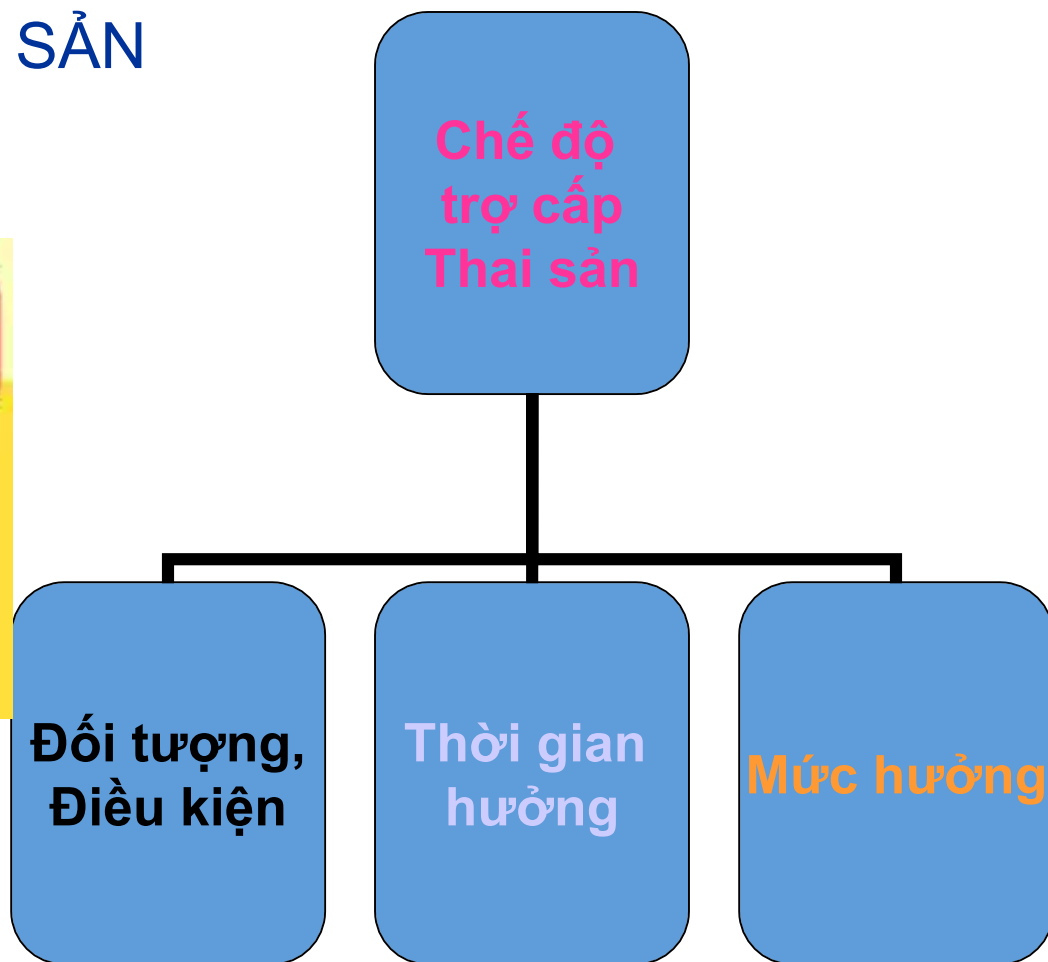 SẢN
Chế độ
trợ cấp
Thai sản
Đối tượng,
Điều kiện
Thời gian
hưởng
Mức hưởng